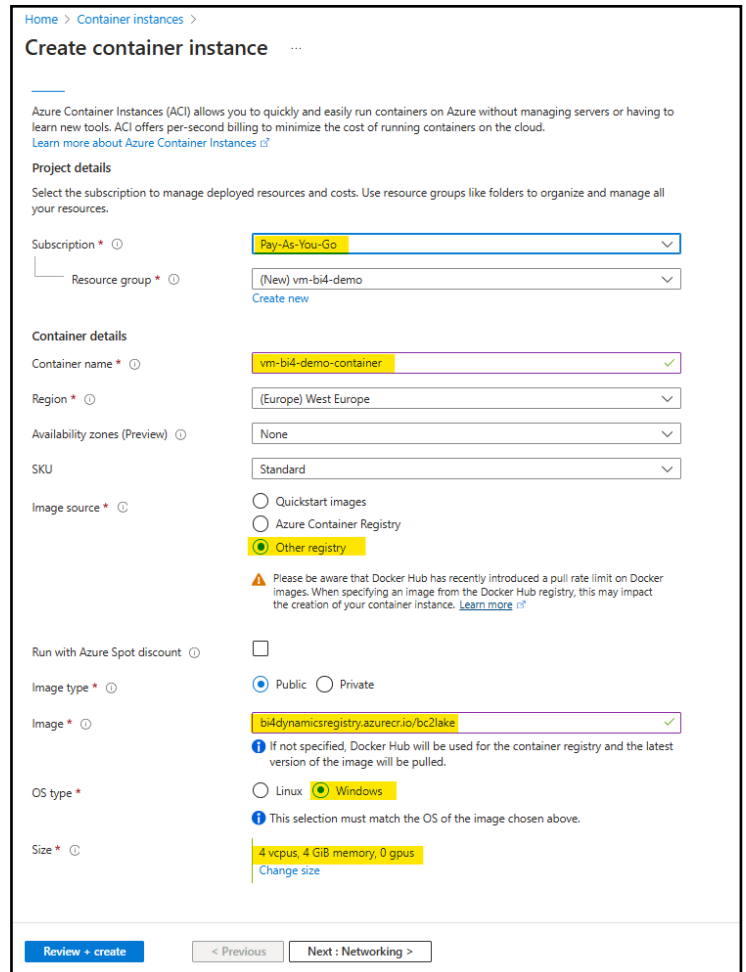 Home > Container instances >
Create container instance ...
Azure Container Instances (ACI) allows you to quickly and easily run containers on Azure without managing servers or having to
learn new tools. ACI offers per-second billing to minimize the cost of running containers on the cloud.
Learn more about Azure Container Instances
Project details
Select the subscription to manage deployed resources and costs. Use resource groups like folders to organize and manage all
your resources.
Subscription * Pay-As-You-Go
Resource group * (New) vm-bi4-demo
Create new
Container details
Container name * vm-bi4-demo-container
Region * (Europe) West Europe
Availability zones (Preview) None
SKU Standard
Image source * Quickstart images
Azure Container Registry
Other registry
Please be aware that Docker Hub has recently introduced a pull rate limit on Docker
images. When specifying an image from the Docker Hub registry, this may impact
the creation of your container instance. Learn more
Run with Azure Spot discount
Image type * Public Private
Image * bi4dynamicsregistry.azurecr.io/bc2lake
If not specified, Docker Hub will be used for the container registry and the latest
version of the image will be pulled.
OS type * Linux Windows
This selection must match the OS of the image chosen above.
Size * 4 vcpus, 4 GiB memory, 0 gpus
Change size
Review + create < Previous Next : Networking >